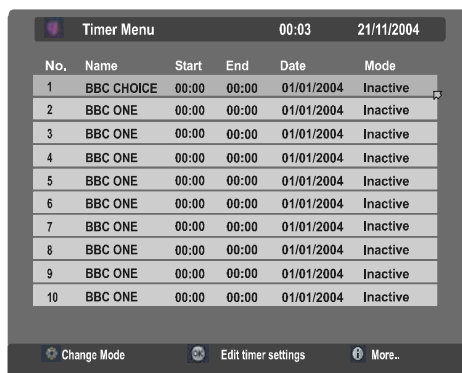 Timer Menu 00:03 21/11/2004
No. Name Start End Date Mode
1 BBC CHOICE 00:00 00:00 01/01/2004 Inactive
2 BBC ONE 00:00 00:00 01/01/2004 Inactive
3 BBC ONE 00:00 00:00 01/01/2004 Inactive
4 BBC ONE 00:00 00:00 01/01/2004 Inactive
5 BBC ONE 00:00 00:00 01/01/2004 Inactive
6 BBC ONE 00:00 00:00 01/01/2004 Inactive
7 BBC ONE 00:00 00:00 01/01/2004 Inactive
8 BBC ONE 00:00 00:00 01/01/2004 Inactive
9 BBC ONE 00:00 00:00 01/01/2004 Inactive
10 BBC ONE 00:00 00:00 01/01/2004 Inactive
Change Mode OK Edit timer settings i More..